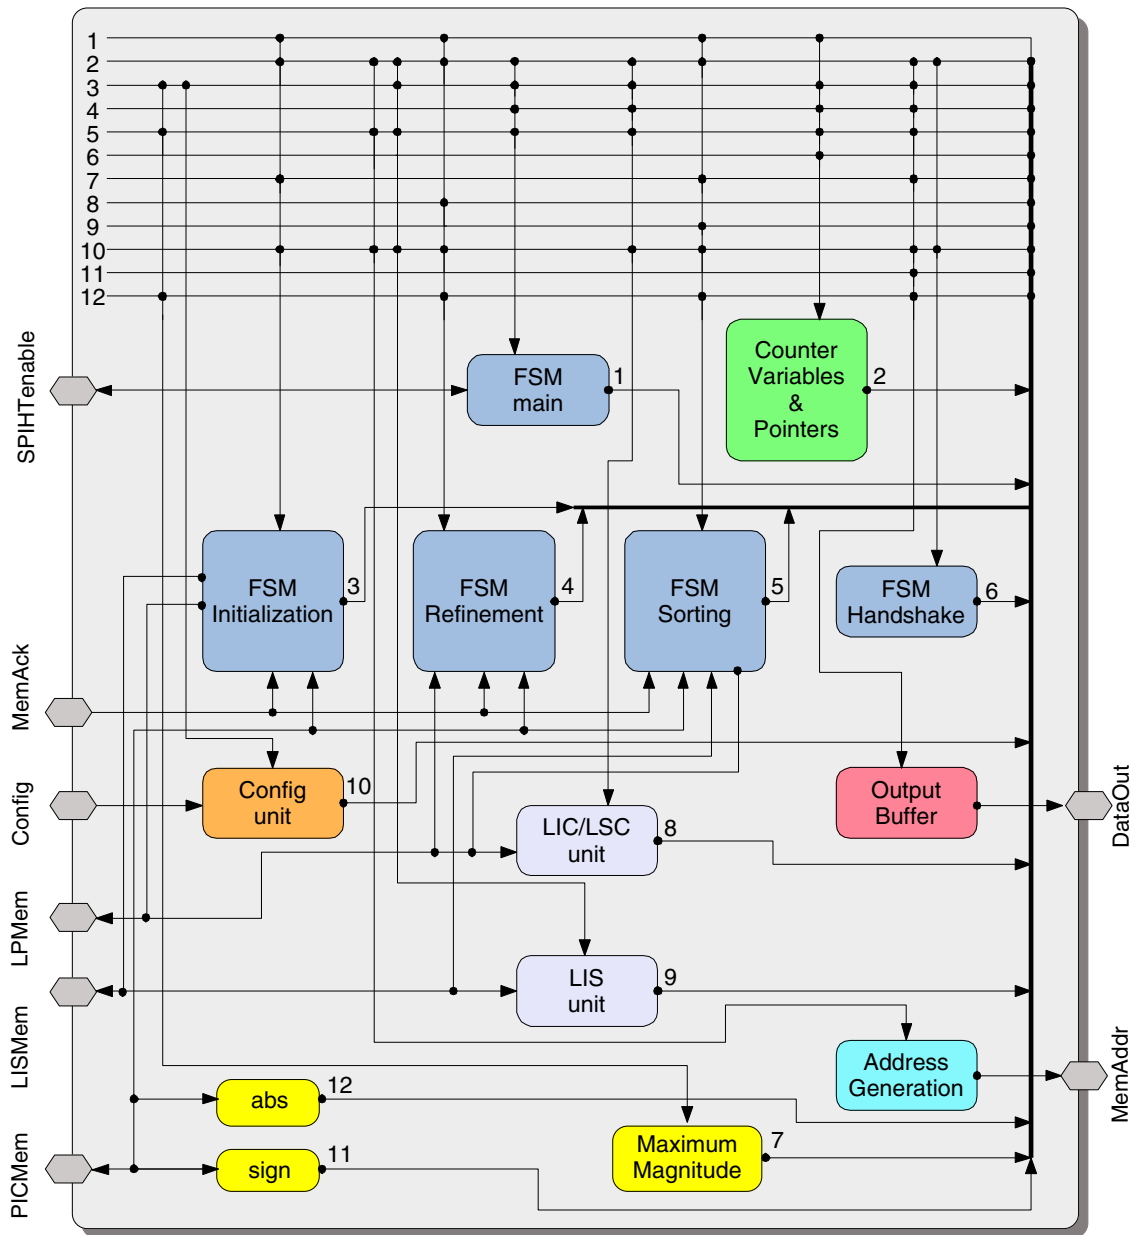 1
2
3
4
5
6
7
8
9
10
11
12
SPIHTenable
FSM
main
1
Counter
Variables
&
Pointers
2
FSM
Initialization
3
FSM
Refinement
4
FSM
Sorting
5
FSM
Handshake
6
MemAck
Config
Config
unit
10
LIC/LSC
unit
8
Output
Buffer
DataOut
LPMem
LISMem
LIS
unit
9
Address
Generation
MemAddr
abs
12
PICMem
sign
11
Maximum
Magnitude
7